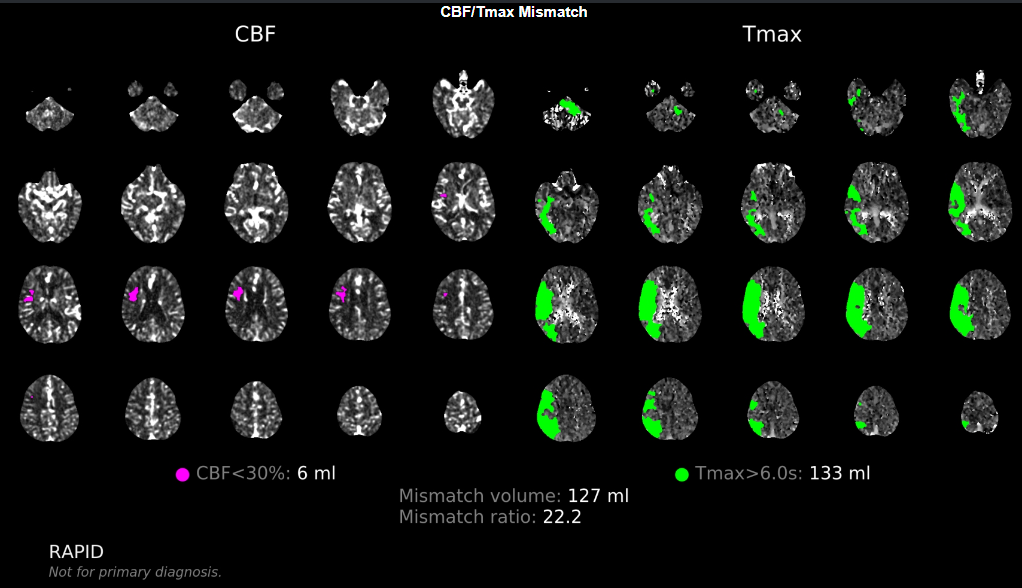 CBF/Tmax Mismatch
CBF
Tmax
CBF<30%: 6 ml
Tmax>6.0s: 133 ml
Mismatch volume: 127 ml
Mismatch ratio: 22.2
RAPID
Not for primary diagnosis.